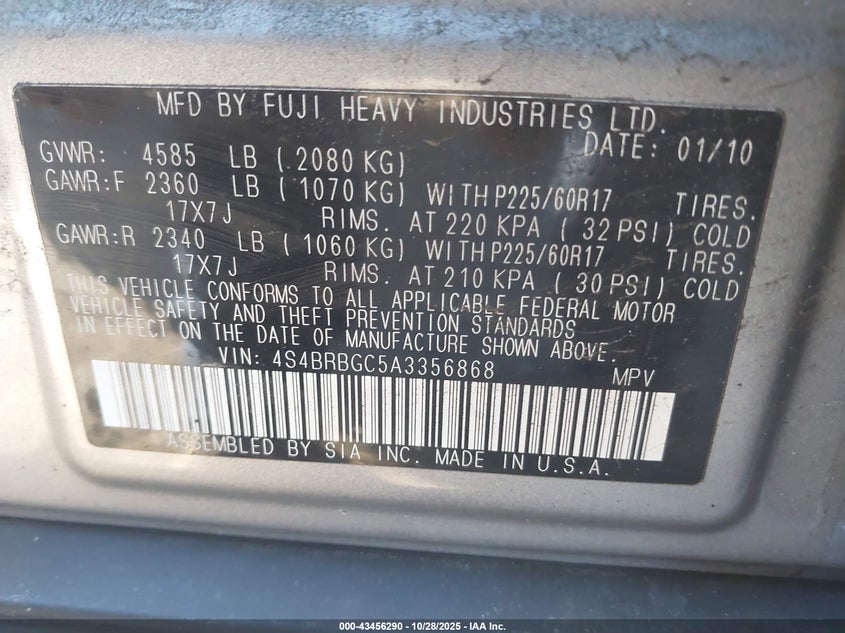 MFD BY FUJI HEAVY INDUSTRIES LTD.
DATE: 01/10
GVWR: 4585 LB ( 2080 KG)
GAWR:F 2360 LB ( 1070 KG) WITH P225/60R17 TIRES.
17X7J RIMS. AT 220 KPA ( 32 PSI) COLD
GAWR:R 2340 LB ( 1060 KG) WITH P225/60R17 TIRES.
17X7J RIMS. AT 210 KPA ( 30 PSI) COLD
THIS VEHICLE CONFORMS TO ALL APPLICABLE FEDERAL MOTOR
VEHICLE SAFETY AND THEFT PREVENTION STANDARDS
IN EFFECT ON THE DATE OF MANUFACTURE SHOWN ABOVE.
VIN: 4S4BRBGC5A3356868 MPV
ASSEMBLED BY SIA INC. MADE IN U.S.A.
000-43456290 - 10/28/2025 - IAA Inc.